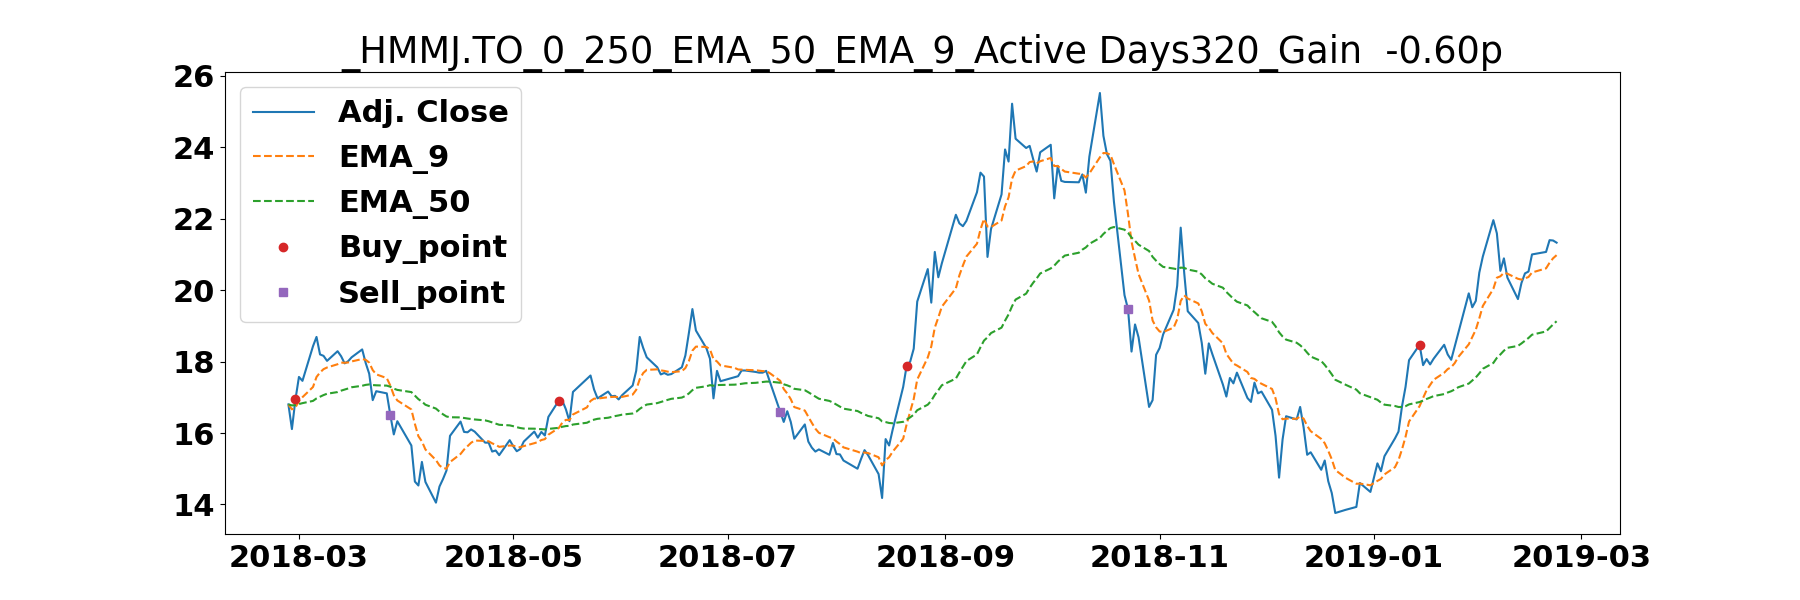 _HMMJ.TO_0_250_EMA_50_EMA_9_Active Days320_Gain  -0.60p
26
24
22
20
18
16
14
Adj. Close
EMA_9
EMA_50
Buy_point
Sell_point
2018-03 2018-05 2018-07 2018-09 2018-11 2019-01 2019-03